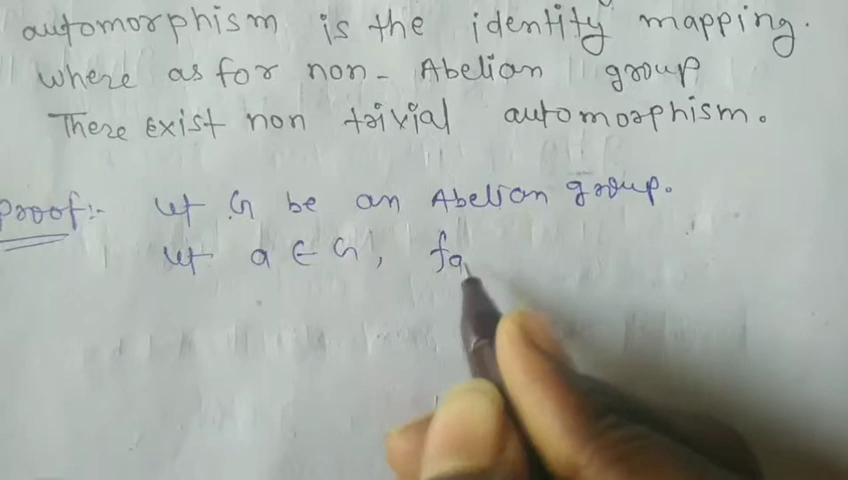 automorphism is the identity mapping.
where as for non - Abelian group
There Exist non trivial automorphism.
Proof:- Let G be an Abelian group.
Let a ∈ G, fa